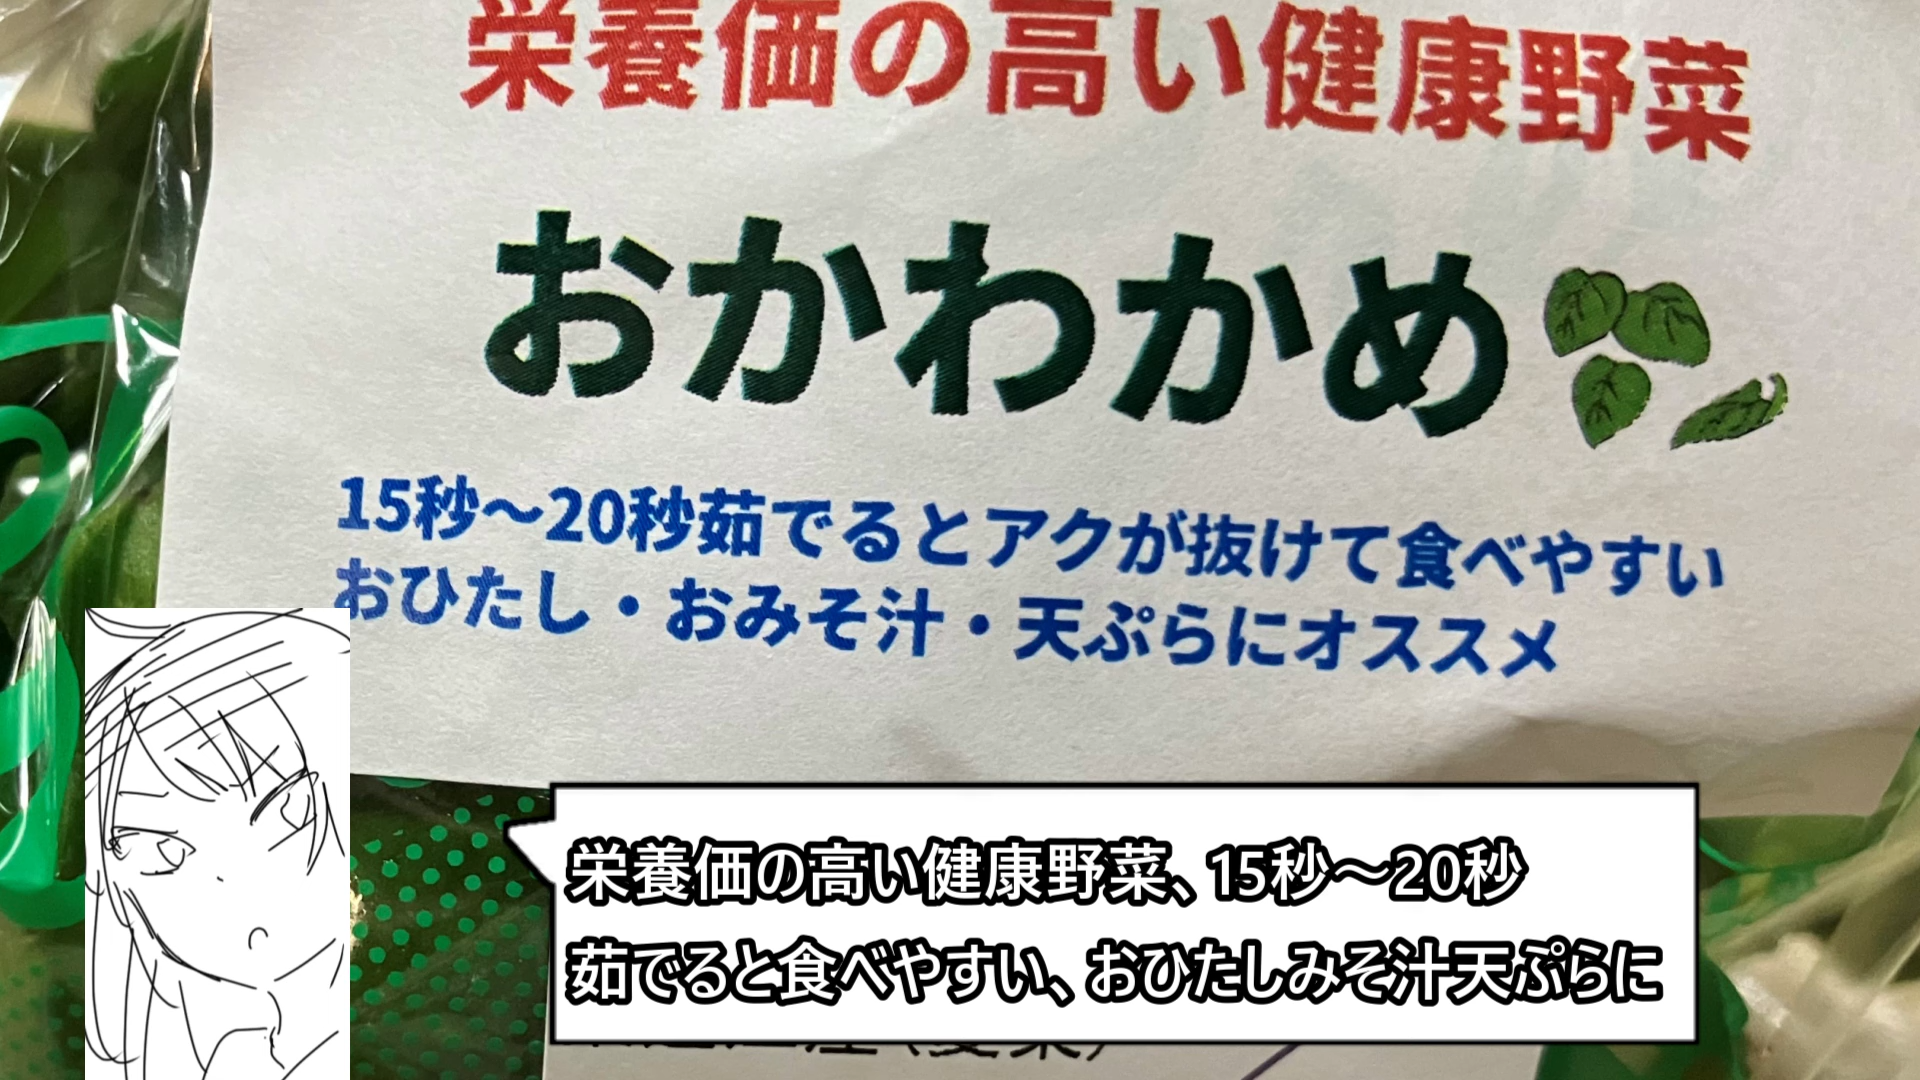 栄養価の高い健康野菜
おかわかめ
15秒～20秒茹でるとアクが抜けて食べやすい
おひたし・おみそ汁・天ぷらにオススメ
栄養価の高い健康野菜、15秒～20秒
茹でると食べやすい、おひたしみそ汁天ぷらに